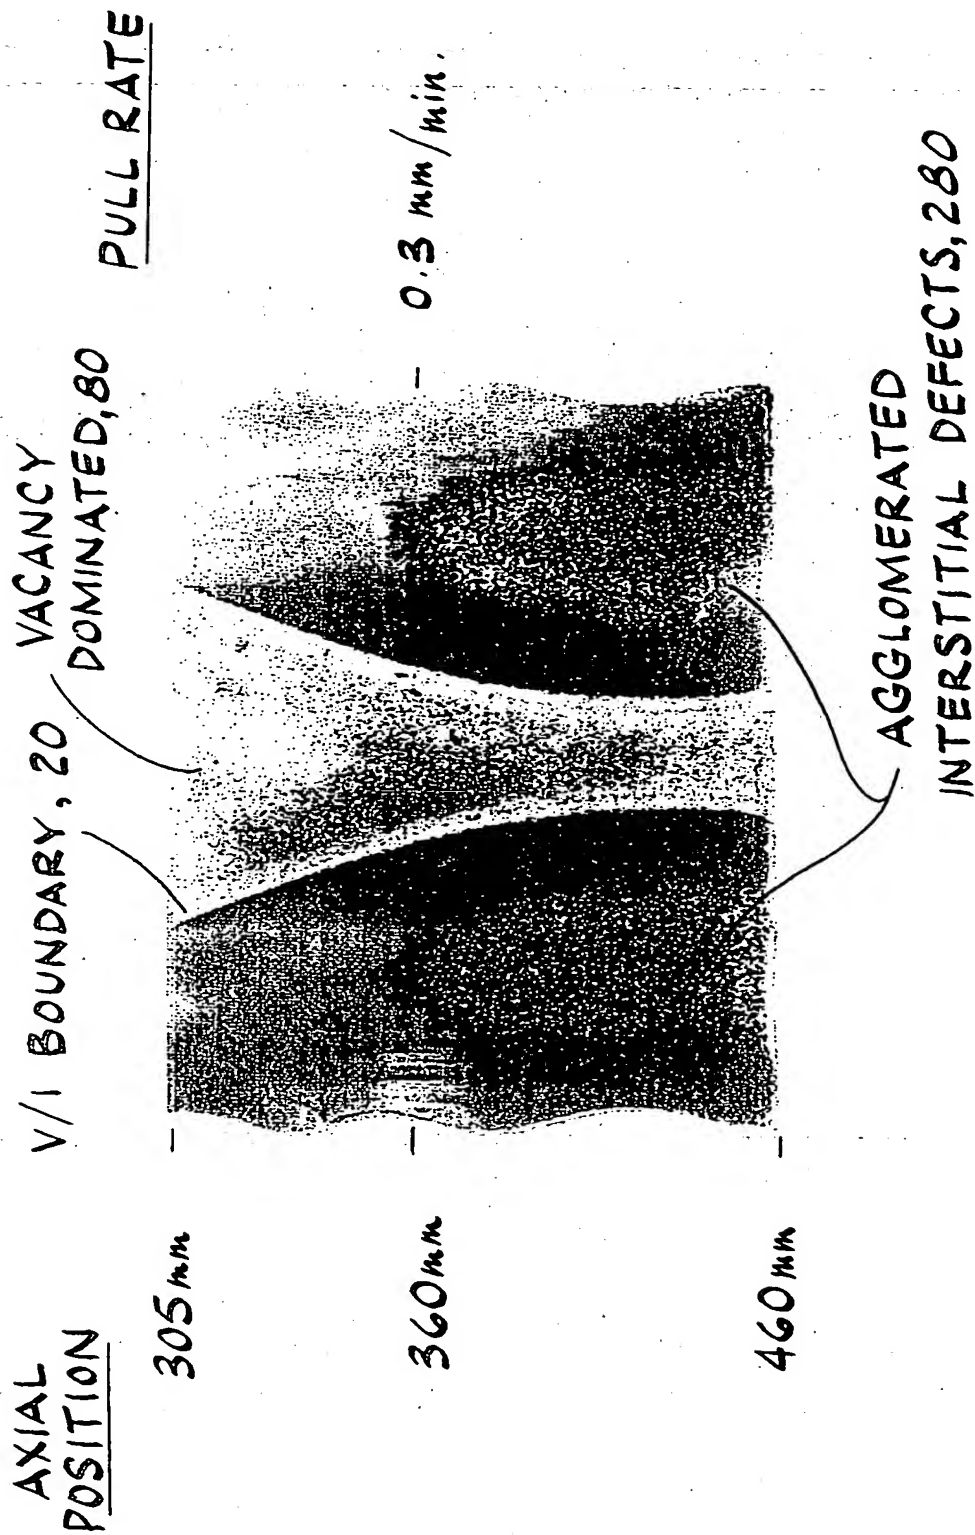 AXIAL
POSITION
V/I BOUNDARY, 20
VACANCY
DOMINATED,80
PULL RATE
305mm
360mm
0.3 mm/min.
460mm
AGGLOMERATED
INTERSTITIAL DEFECTS,280